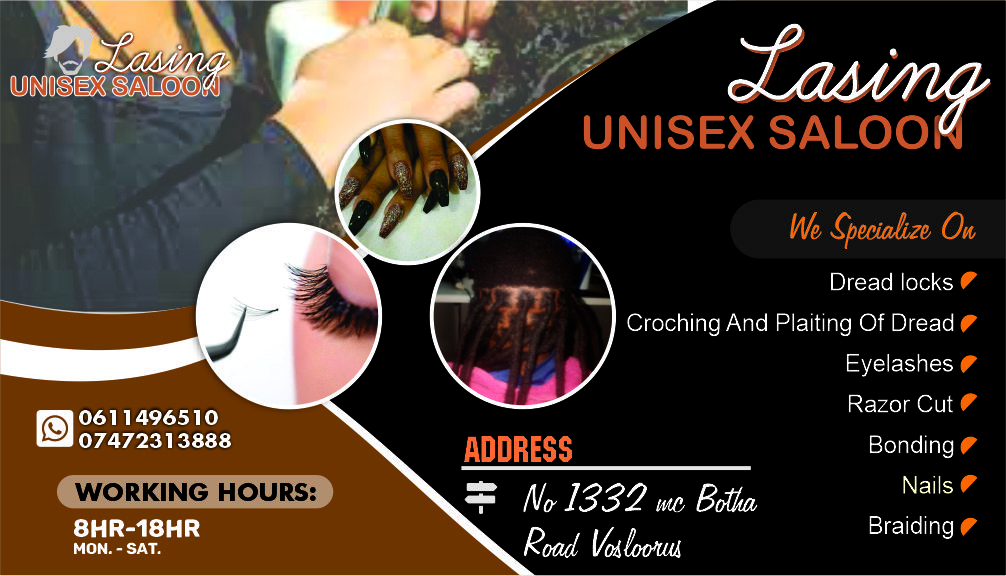 Lasing
UNISEX SALOON
Lasing
UNISEX SALOON
We Specialize On
Dread locks
Croching And Plaiting Of Dread
Eyelashes
Razor Cut
Bonding
Nails
Braiding
0611496510
07472313888
WORKING HOURS:
8HR-18HR
MON. - SAT.
ADDRESS
No 1332 mc Botha
Road Vosloorus